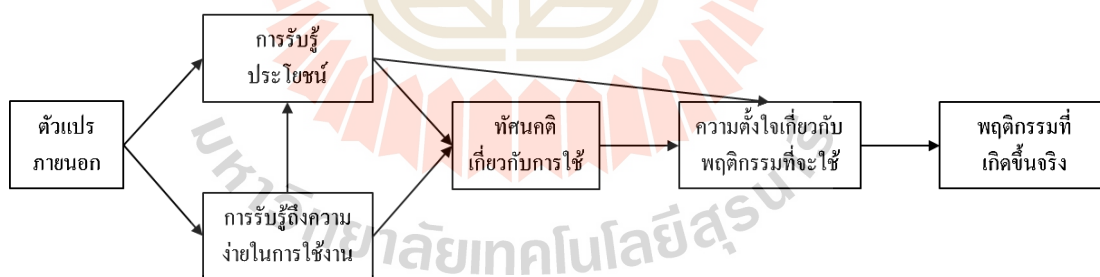 การรับรู้
ประโยชน์
ตัวแปร
ภายนอก
ทัศนคติ
เกี่ยวกับการใช้
ความตั้งใจเกี่ยวกับ
พฤติกรรมที่จะใช้
พฤติกรรมที่
เกิดขึ้นจริง
การรับรู้ถึงความ
ง่ายในการใช้งาน
มหาวิทยาลัยเทคโนโลยีสุรนารี